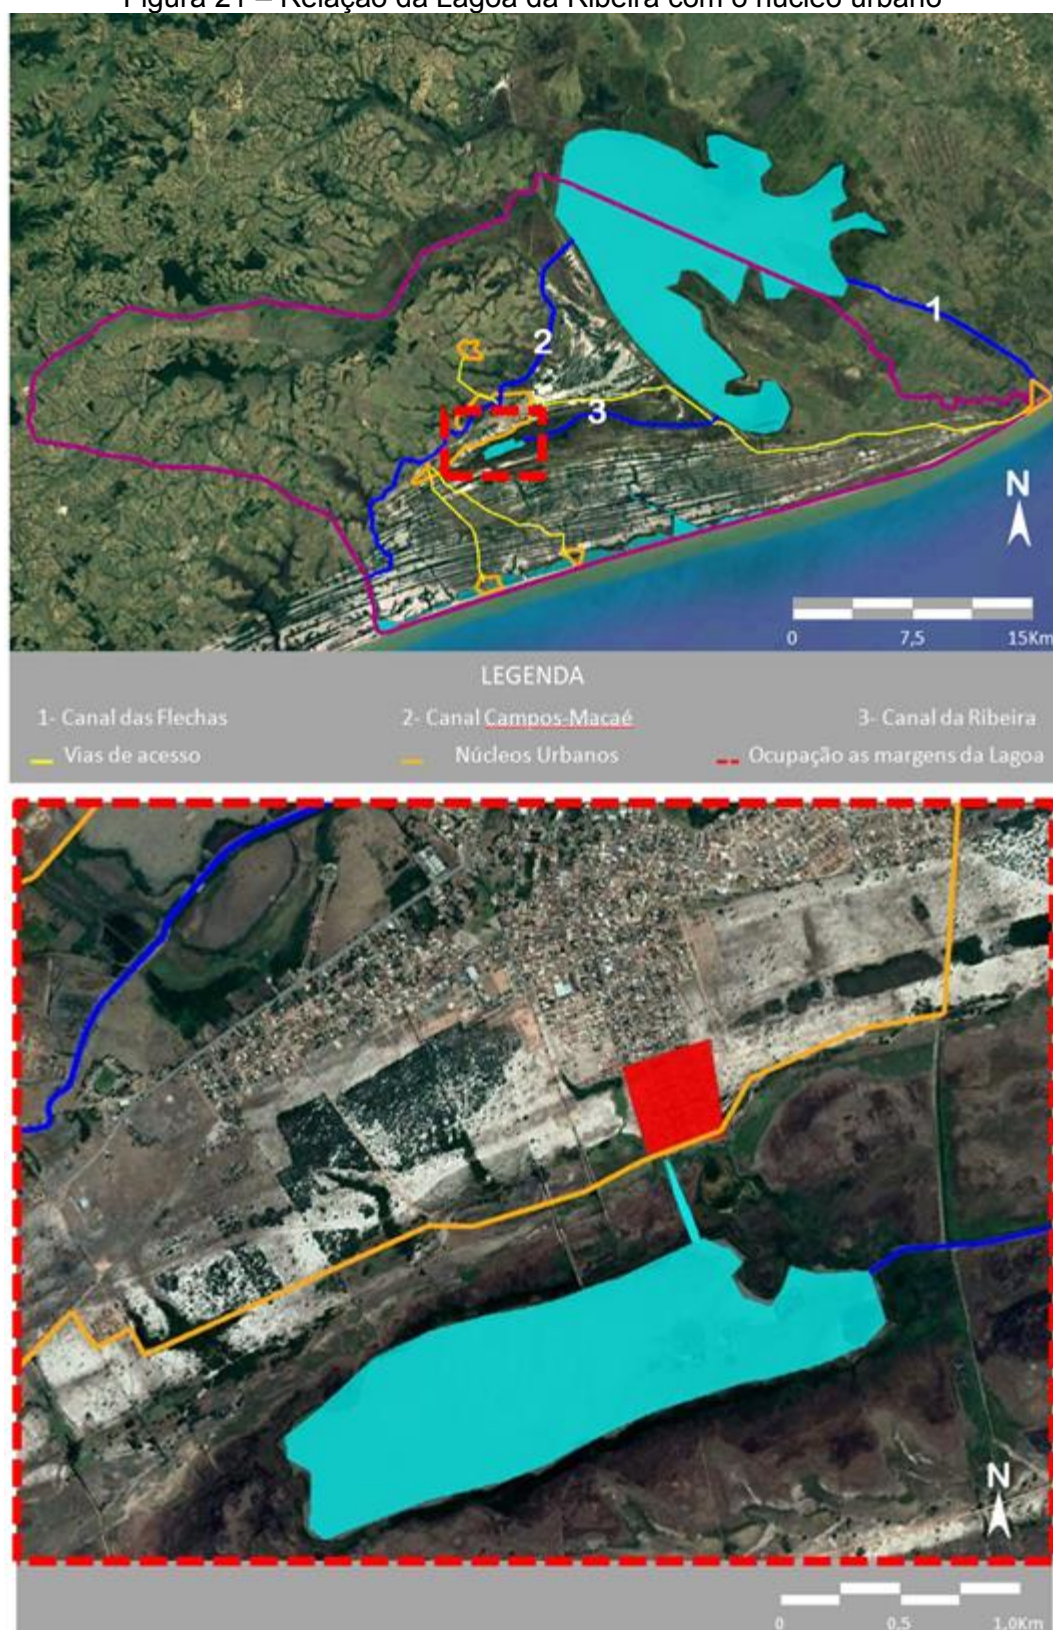 Figura 21 – Relação da Lagoa da Ribeira com o núcleo urbano
1
2
3
N
0 7,5 15Km
LEGENDA
1- Canal das Flechas 2- Canal Campos-Macaé 3- Canal da Ribeira
Vias de acesso Núcleos Urbanos Ocupação as margens da Lagoa
N
0 0,5 1,0Km